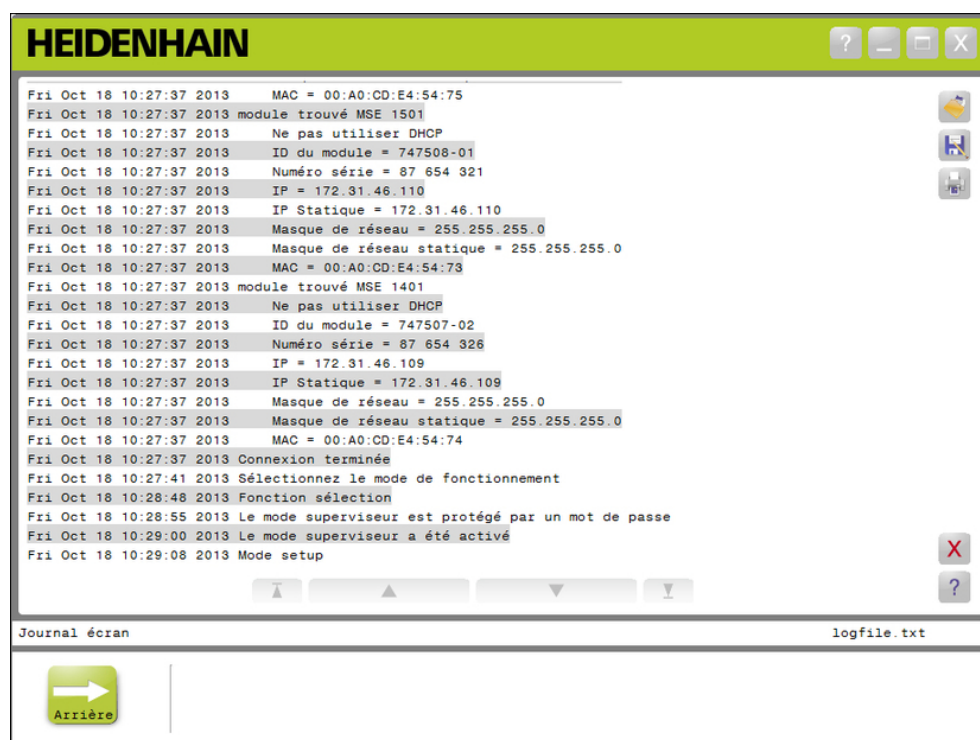 HEIDENHAIN
? _ X
Fri Oct 18 10:27:37 2013 MAC = 00:A0:CD:E4:54:75
Fri Oct 18 10:27:37 2013 module trouvé MSE 1501
Fri Oct 18 10:27:37 2013 Ne pas utiliser DHCP
Fri Oct 18 10:27:37 2013 ID du module = 747508-01
Fri Oct 18 10:27:37 2013 Numéro série = 87 654 321
Fri Oct 18 10:27:37 2013 IP = 172.31.46.110
Fri Oct 18 10:27:37 2013 IP Statique = 172.31.46.110
Fri Oct 18 10:27:37 2013 Masque de réseau = 255.255.255.0
Fri Oct 18 10:27:37 2013 Masque de réseau statique = 255.255.255.0
Fri Oct 18 10:27:37 2013 MAC = 00:A0:CD:E4:54:73
Fri Oct 18 10:27:37 2013 module trouvé MSE 1401
Fri Oct 18 10:27:37 2013 Ne pas utiliser DHCP
Fri Oct 18 10:27:37 2013 ID du module = 747507-02
Fri Oct 18 10:27:37 2013 Numéro série = 87 654 326
Fri Oct 18 10:27:37 2013 IP = 172.31.46.109
Fri Oct 18 10:27:37 2013 IP Statique = 172.31.46.109
Fri Oct 18 10:27:37 2013 Masque de réseau = 255.255.255.0
Fri Oct 18 10:27:37 2013 Masque de réseau statique = 255.255.255.0
Fri Oct 18 10:27:37 2013 MAC = 00:A0:CD:E4:54:74
Fri Oct 18 10:27:37 2013 Connexion terminée
Fri Oct 18 10:27:41 2013 Sélectionnez le mode de fonctionnement
Fri Oct 18 10:28:48 2013 Fonction sélection
Fri Oct 18 10:28:55 2013 Le mode superviseur est protégé par un mot de passe
Fri Oct 18 10:29:00 2013 Le mode superviseur a été activé
Fri Oct 18 10:29:08 2013 Mode setup
X
?
Journal écran
logfile.txt
Arrière